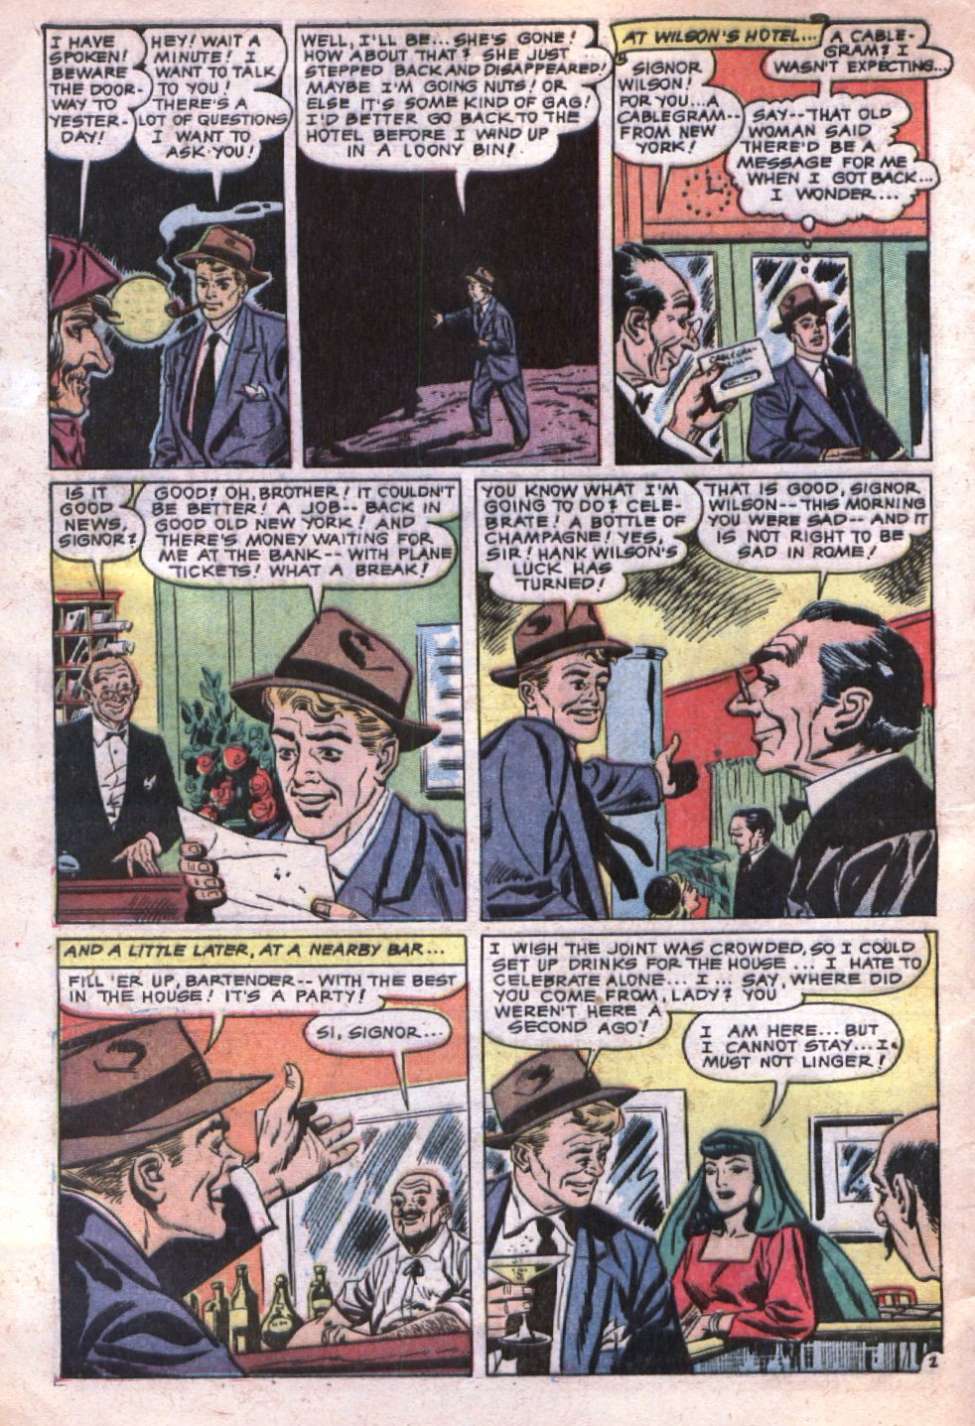 I HAVE
SPOKEN!
BEWARE
THE DOOR-
WAY TO
YESTER-
DAY!
HEY! WAIT A
MINUTE! I
WANT TO TALK
TO YOU!
THERE'S A
LOT OF QUESTIONS
I WANT TO
ASK YOU!
WELL, I'LL BE... SHE'S GONE!
HOW ABOUT THAT? SHE JUST
STEPPED BACK AND DISAPPEARED!
MAYBE I'M GOING NUTS! OR
ELSE IT'S SOME KIND OF GAG!
I'D BETTER GO BACK TO THE
HOTEL BEFORE I WIND UP
IN A LOONY BIN!
AT WILSON'S HOTEL...
SIGNOR
WILSON!
FOR YOU...A
CABLEGRAM--
FROM NEW
YORK!
A CABLE-
GRAM? I
WASN'T EXPECTING...
SAY--THAT OLD
WOMAN SAID
THERE'D BE A
MESSAGE FOR ME
WHEN I GOT BACK...
I WONDER...
CABLEGRAM
IS IT
GOOD
NEWS,
SIGNOR?
GOOD? OH, BROTHER! IT COULDN'T
BE BETTER! A JOB-- BACK IN
GOOD OLD NEW YORK! AND
THERE'S MONEY WAITING FOR
ME AT THE BANK-- WITH PLANE
TICKETS! WHAT A BREAK!
YOU KNOW WHAT I'M
GOING TO DO? CELE-
BRATE! A BOTTLE OF
CHAMPAGNE! YES,
SIR! HANK WILSON'S
LUCK HAS
TURNED!
THAT IS GOOD, SIGNOR
WILSON-- THIS MORNING
YOU WERE SAD-- AND IT
IS NOT RIGHT TO BE
SAD IN ROME!
AND A LITTLE LATER, AT A NEARBY BAR...
FILL 'ER UP, BARTENDER-- WITH THE BEST
IN THE HOUSE! IT'S A PARTY!
SI, SIGNOR...
I WISH THE JOINT WAS CROWDED, SO I COULD
SET UP DRINKS FOR THE HOUSE... I HATE TO
CELEBRATE ALONE... I... SAY, WHERE DID
YOU COME FROM, LADY? YOU
WEREN'T HERE A
SECOND AGO!
I AM HERE... BUT
I CANNOT STAY...I
MUST NOT LINGER!
2